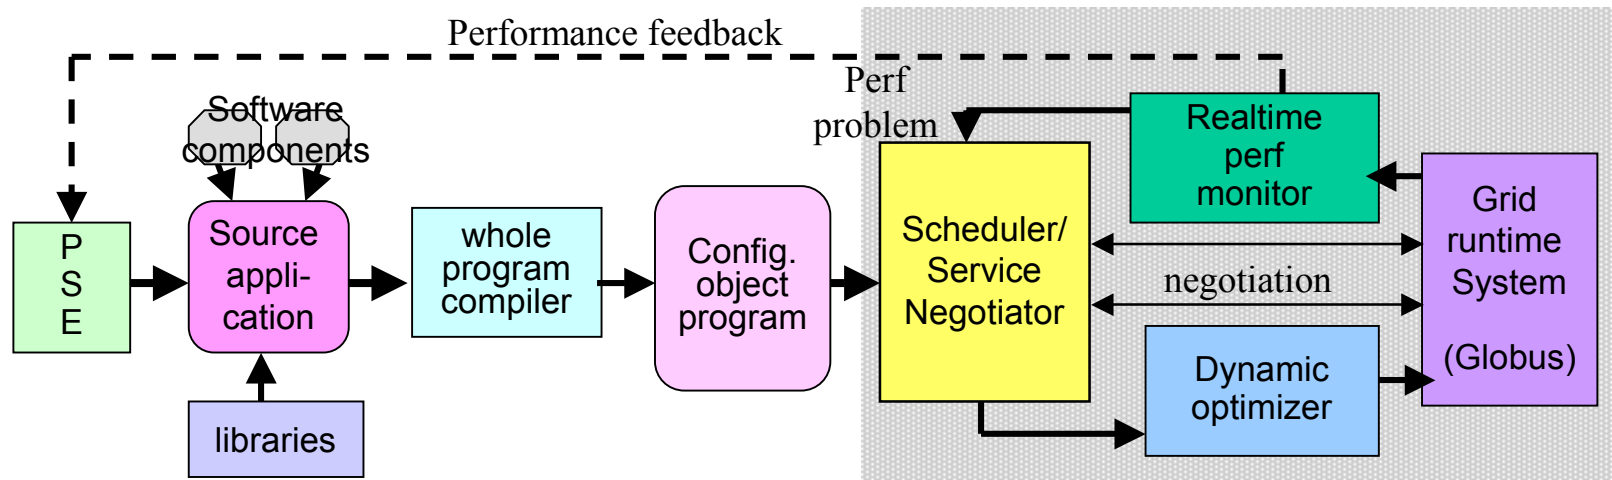 Performance feedback
Perf
problem
Software
components
P
S
E
Source
appli-
cation
libraries
whole
program
compiler
Config.
object
program
Scheduler/
Service
Negotiator
Realtime
perf
monitor
negotiation
Dynamic
optimizer
Grid
runtime
System
(Globus)